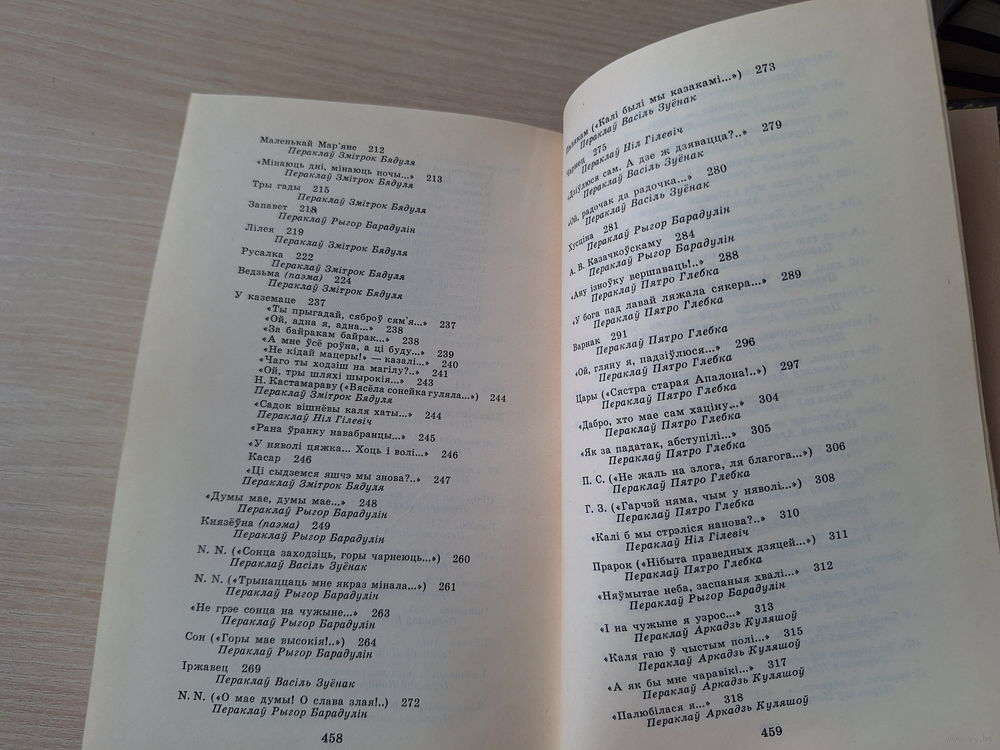 Маленькай Мар'яне 212
Пераклаў Змітрок Бядуля
«Мінаюць дні, мінаюць ночы...» 213
Пераклаў Змітрок Бядуля
Тры гады 215
Пераклаў Змітрок Бядуля
Запавет 218
Пераклаў Рыгор Барадулін
Лілея 219
Пераклаў Змітрок Бядуля
Русалка 222
Пераклаў Змітрок Бядуля
Ведзьма (паэма) 224
Пераклаў Змітрок Бядуля
У каземаце 237
«Ты прыгадай, сяброў сям'я...» 237
«Ой, адна я, адна...» 238
«За байракам байрак...» 238
«А мне ўсё роўна, а ці буду...» 239
«Не кідай мацеры!» — казалі...» 240
«Чаго ты ходзіш на магілу?..» 241
«Ой, тры шляхі шырокія...» 243
Н. Кастамараву («Вясёла сонейка гуляла...») 244
Пераклаў Змітрок Бядуля
«Садок вішнёвы каля хаты...» 244
Пераклаў Ніл Гілевіч
«Рана ўранку навабранцы...» 245
«У няволі цяжка... Хоць і волі...» 246
Касар 246
«Ці сыдземся яшчэ мы знова?..» 247
Пераклаў Змітрок Бядуля
«Думы мае, думы мае...» 248
Пераклаў Рыгор Барадулін
Князёўна (паэма) 249
Пераклаў Рыгор Барадулін
N. N. («Сонца заходзіць, горы чарнеюць...») 260
Пераклаў Васіль Зуёнак
N. N. («Трынаццаць мне якраз мінала...») 261
Пераклаў Рыгор Барадулін
«Не грэе сонца на чужыне...» 263
Пераклаў Рыгор Барадулін
Сон («Горы мае высокія!..») 264
Пераклаў Рыгор Барадулін
Іржавец 269
Пераклаў Васіль Зуёнак
N. N. («О мае думы! О слава злая!..) 272
Пераклаў Рыгор Барадулін
458
Палякам («Калі былі мы казакамі...») 273
Пераклаў Васіль Зуёнак
Чарнец 275
Пераклаў Ніл Гілевіч
«Дзіўлюся сам. А дзе ж дзявацца?..» 279
Пераклаў Васіль Зуёнак
«Ой, радочак да радочка...» 280
Пераклаў Васіль Зуёнак
Хусціна 281
Пераклаў Рыгор Барадулін
А. В. Казачкоўскаму 284
Пераклаў Рыгор Барадулін
«Ану ізноўку вершаваць!..» 288
Пераклаў Пятро Глебка
«У бога пад лавай ляжала сякера...» 289
Пераклаў Пятро Глебка
Варнак 291
Пераклаў Пятро Глебка
«Ой, гляну я, падзіўлюся...» 296
Пераклаў Пятро Глебка
Цары («Сястра старая Апалона!..») 297
Пераклаў Пятро Глебка
«Дабро, хто мае сам хаціну...» 304
Пераклаў Пятро Глебка
«Як за падатак, абступілі...» 305
Пераклаў Пятро Глебка
П. С. («Не жаль на злога, ля благога...») 306
Пераклаў Пятро Глебка
Г. З. («Гарчэй няма, чым у няволі...») 308
Пераклаў Пятро Глебка
«Калі б мы стрэліся нанова?..» 310
Пераклаў Ніл Гілевіч
Прарок («Нібыта праведных дзяцей...») 311
Пераклаў Пятро Глебка
«Няўмытае неба, заспаныя хвалі...» 312
Пераклаў Рыгор Барадулін
«І на чужыне я узрос...» 313
Пераклаў Аркадзь Куляшоў
«Каля гаю ў чыстым полі...» 315
Пераклаў Аркадзь Куляшоў
«А як бы мне чаравікі...» 317
Пераклаў Аркадзь Куляшоў
«Палюбілася я...» 318
Пераклаў Аркадзь Куляшоў
459